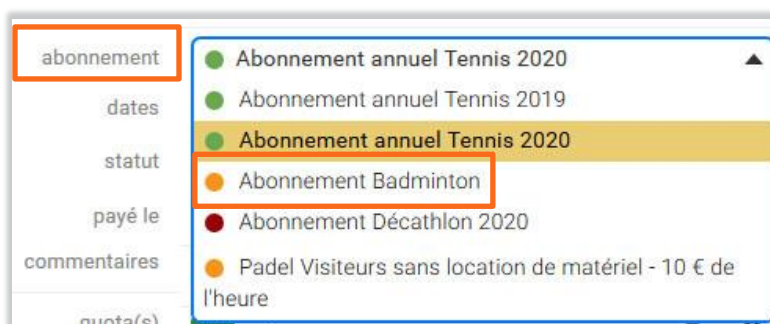 abonnement
Abonnement annuel Tennis 2020
dates
Abonnement annuel Tennis 2019
Abonnement annuel Tennis 2020
statut
Abonnement Badminton
payé le
Abonnement Décathlon 2020
commentaires
Padel Visiteurs sans location de matériel - 10 € de
l'heure
quota(s)